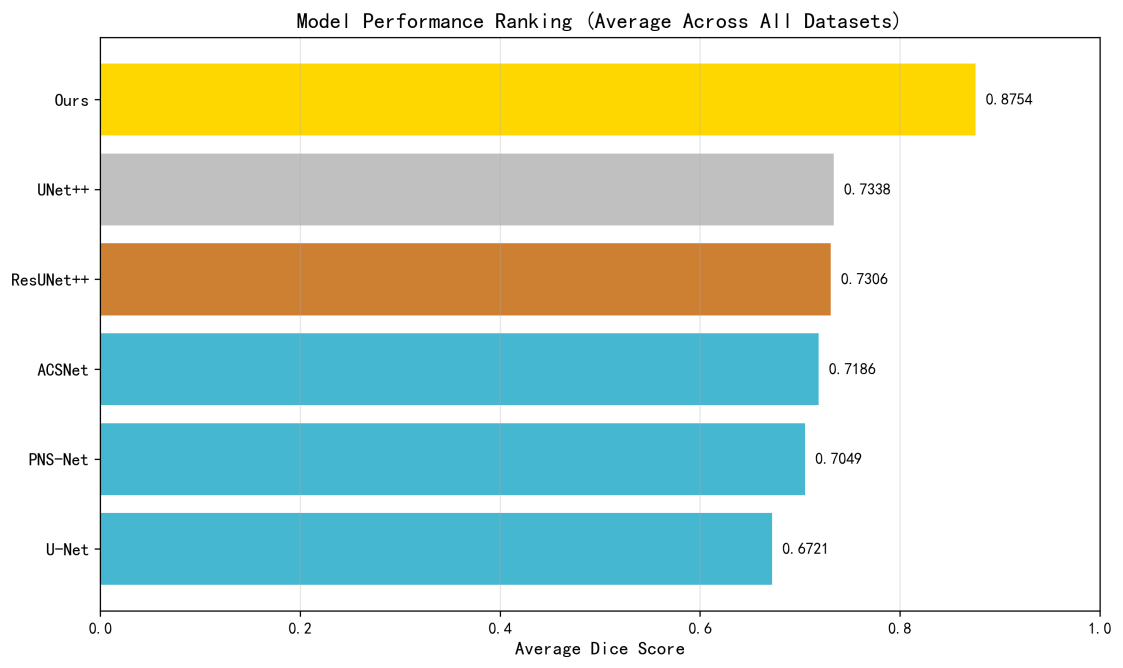 Model Performance Ranking (Average Across All Datasets)
Ours
0.8754
UNet++
0.7338
ResUNet++
0.7306
ACSNet
0.7186
PNS-Net
0.7049
U-Net
0.6721
0.0 0.2 0.4 0.6 0.8 1.0
Average Dice Score